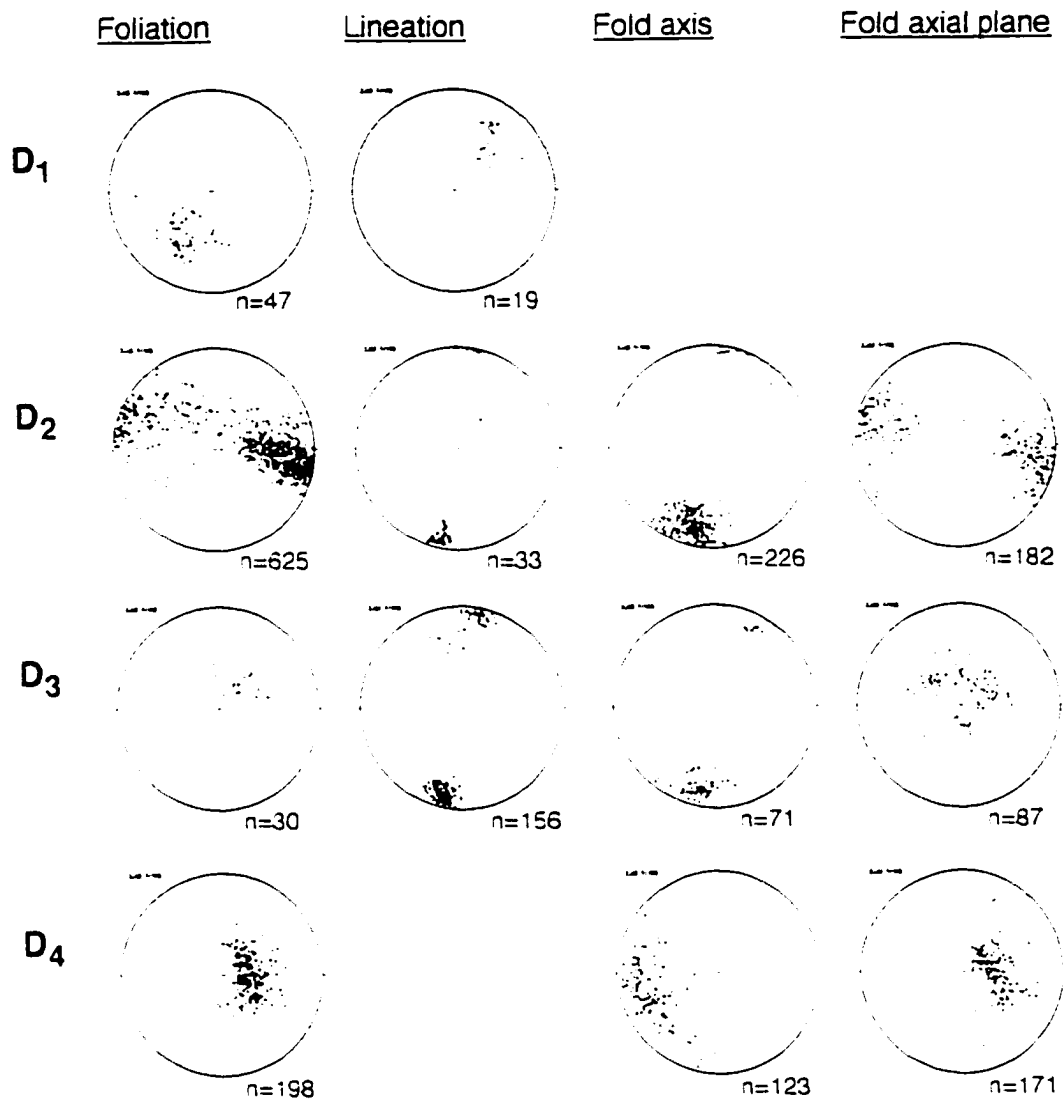 Foliation Lineation Fold axis Fold axial plane
D1
n=47 n=19
D2
n=625 n=33 n=226 n=182
D3
n=30 n=156 n=71 n=87
D4
n=198 n=123 n=171